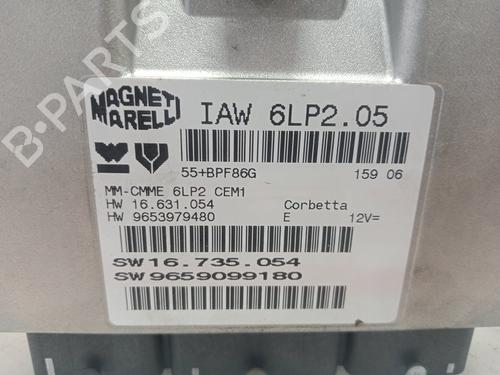 B-PARTS
MAGNETI
MARELLI
IAW 6LP2.05
55+BPF86G 159 06
MM-CMME 6LP2 CEM1
HW 16.631.054 Corbetta
HW 9653979480 E 12V=
SW16.735.054
SW9659099180